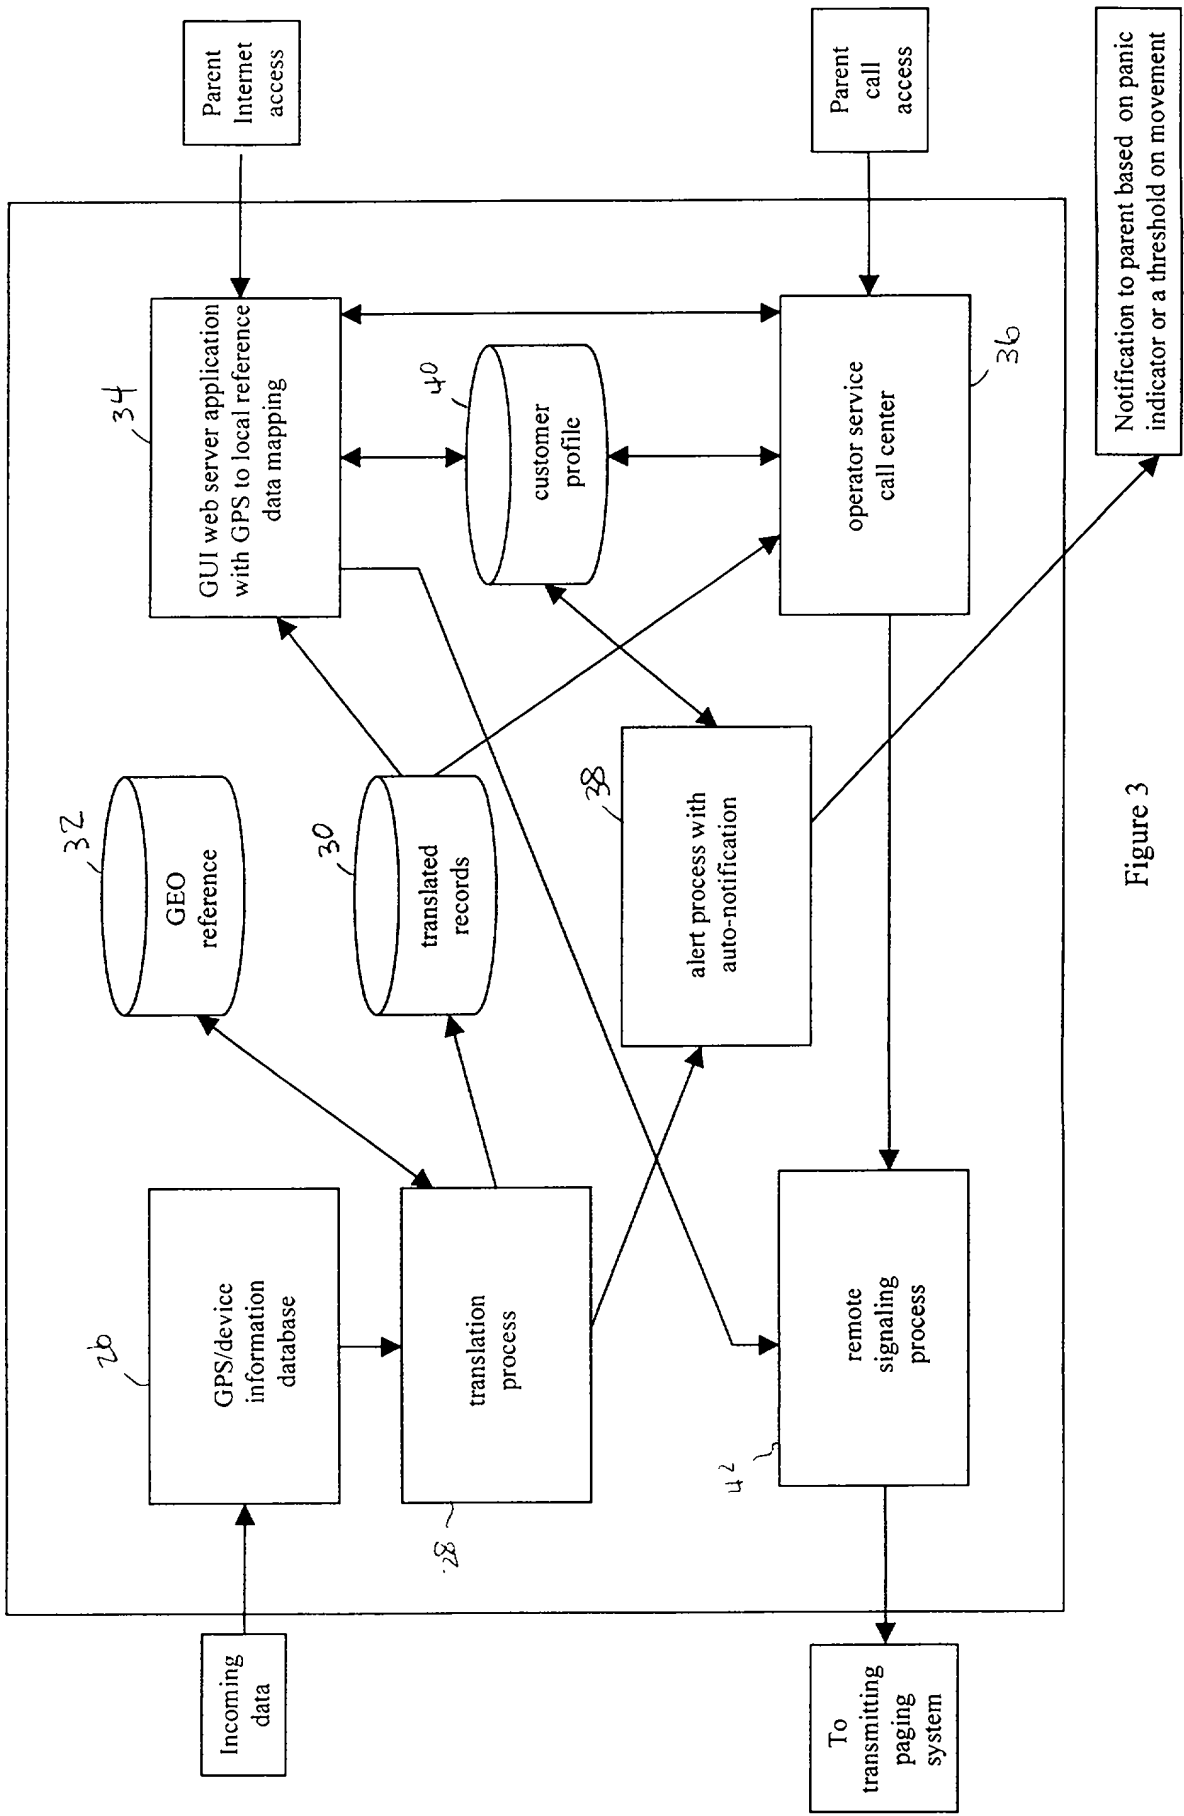 Incoming
data
26
GPS/device
information
database
28
translation
process
32
GEO
reference
30
translated
records
34
GUI web server application
with GPS to local reference
data mapping
Parent
Internet
access
40
customer
profile
38
alert process with
auto-notification
36
operator service
call center
Parent
call
access
42
remote
signaling
process
To
transmitting
paging
system
Notification to parent based on panic
indicator or a threshold on movement
Figure 3